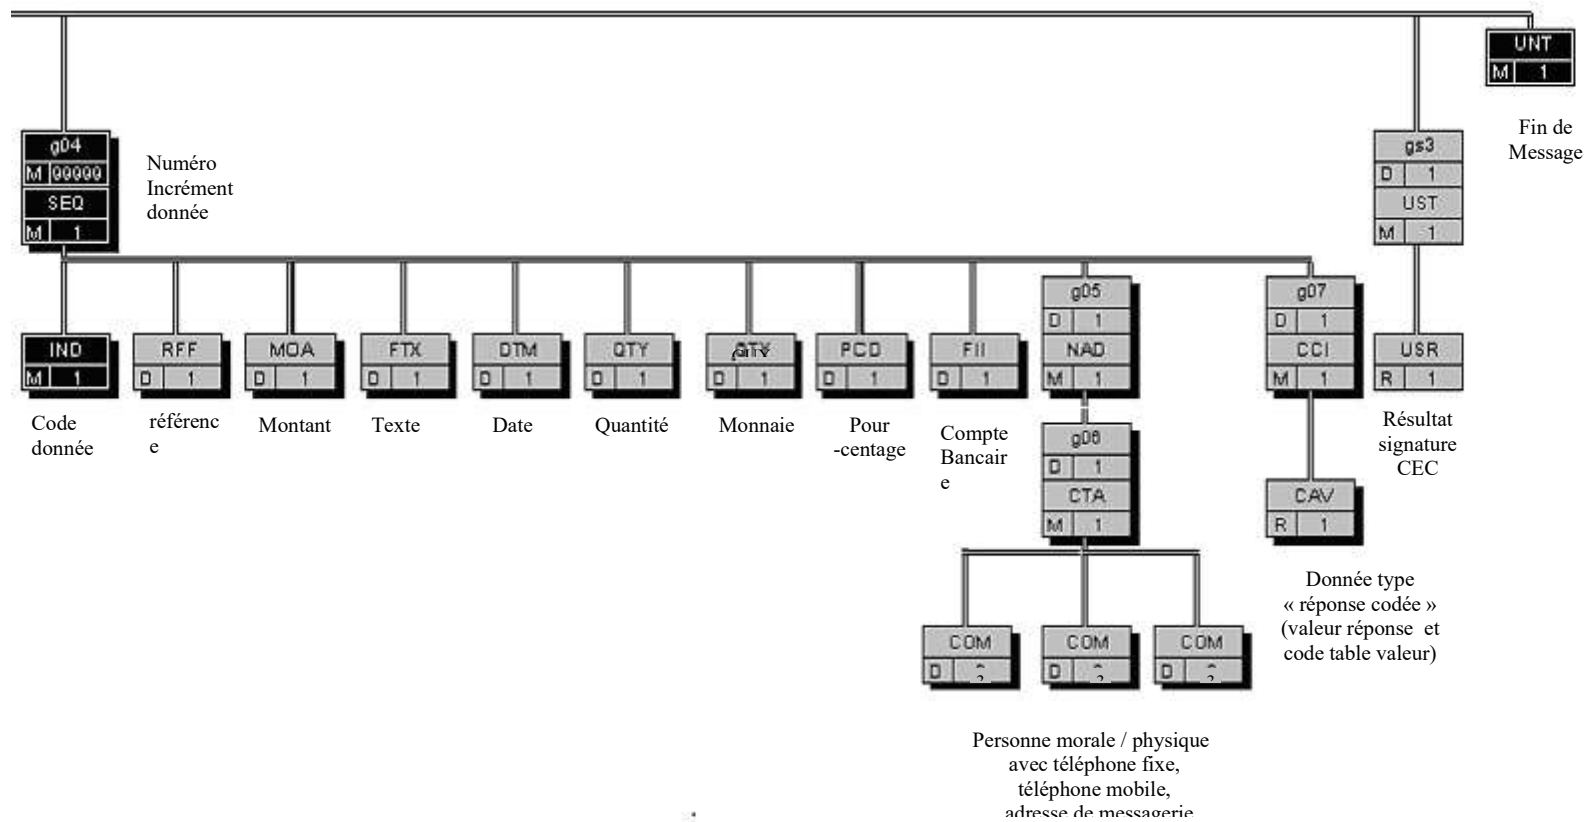 UNT
M 1
Fin de
Message
g04
M 99999
SEQ
M 1
Numéro
Incrément
donnée
gs3
D 1
UST
M 1
IND
M 1
Code
donnée
RFF
D 1
référenc
e
MOA
D 1
Montant
FTX
D 1
Texte
DTM
D 1
Date
QTY
D 1
Quantité
D 1
Monnaie
PCD
D 1
Pour
-centage
FII
D 1
Compte
Bancair
e
g05
D 1
NAD
M 1
g06
D 1
CTA
M 1
g07
D 1
CCI
M 1
CAV
R 1
USR
R 1
Résultat
signature
CEC
COM
D
COM
D
COM
D
Donnée type
« réponse codée »
(valeur réponse et
code table valeur)
Personne morale / physique
avec téléphone fixe,
téléphone mobile,
adresse de messagerie